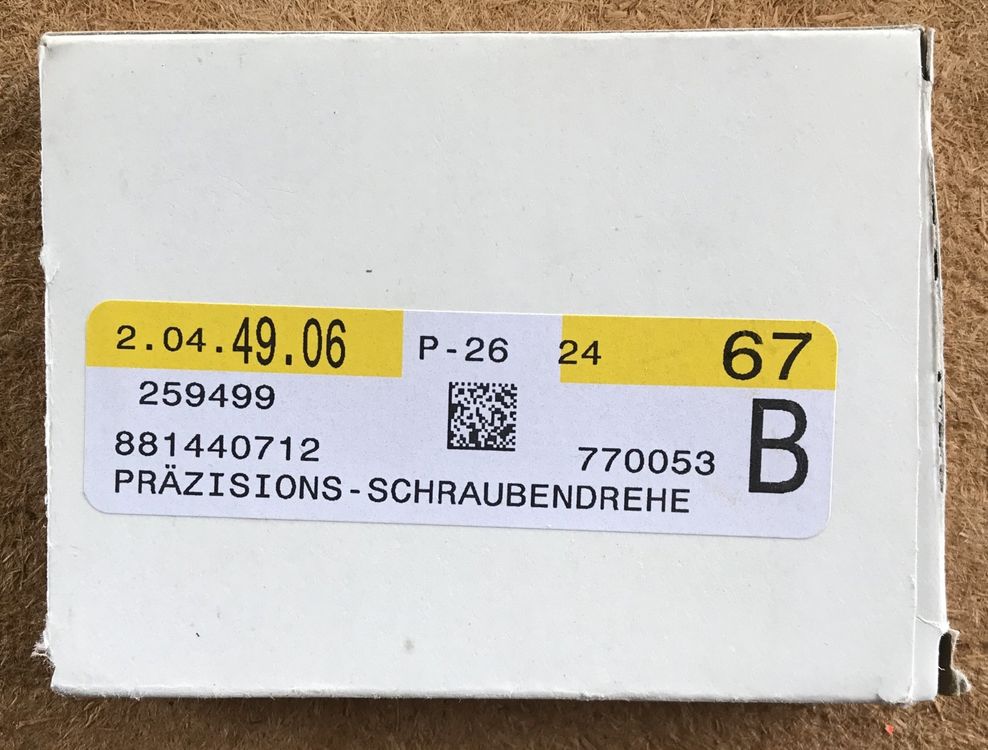 2.04.49.06 P-26 24 67
259499
881440712 770053 B
PRÄZISIONS-SCHRAUBENDREHE